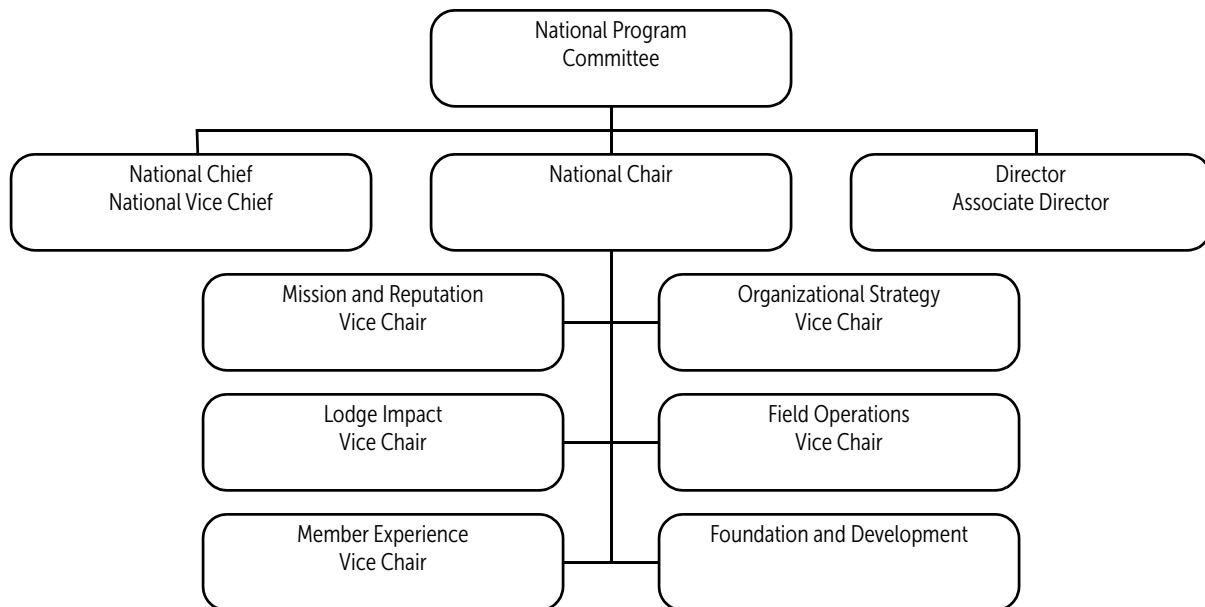 National Program
Committee
National Chief
National Vice Chief
National Chair
Director
Associate Director
Mission and Reputation
Vice Chair
Organizational Strategy
Vice Chair
Lodge Impact
Vice Chair
Field Operations
Vice Chair
Member Experience
Vice Chair
Foundation and Development